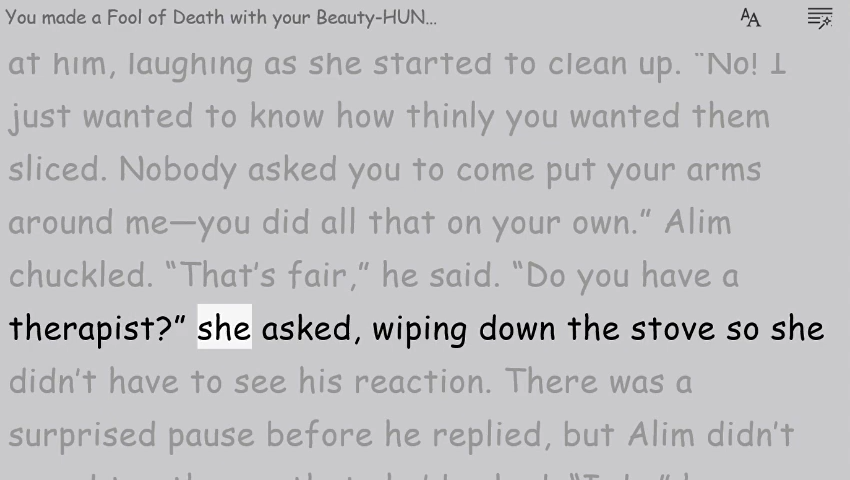 You made a Fool of Death with your Beauty-HUN...
AA
at him, laughing as she started to clean up. "No! I
just wanted to know how thinly you wanted them
sliced. Nobody asked you to come put your arms
around me—you did all that on your own.” Alim
chuckled. “That’s fair,” he said. “Do you have a
therapist?” she asked, wiping down the stove so she
didn’t have to see his reaction. There was a
surprised pause before he replied, but Alim didn’t